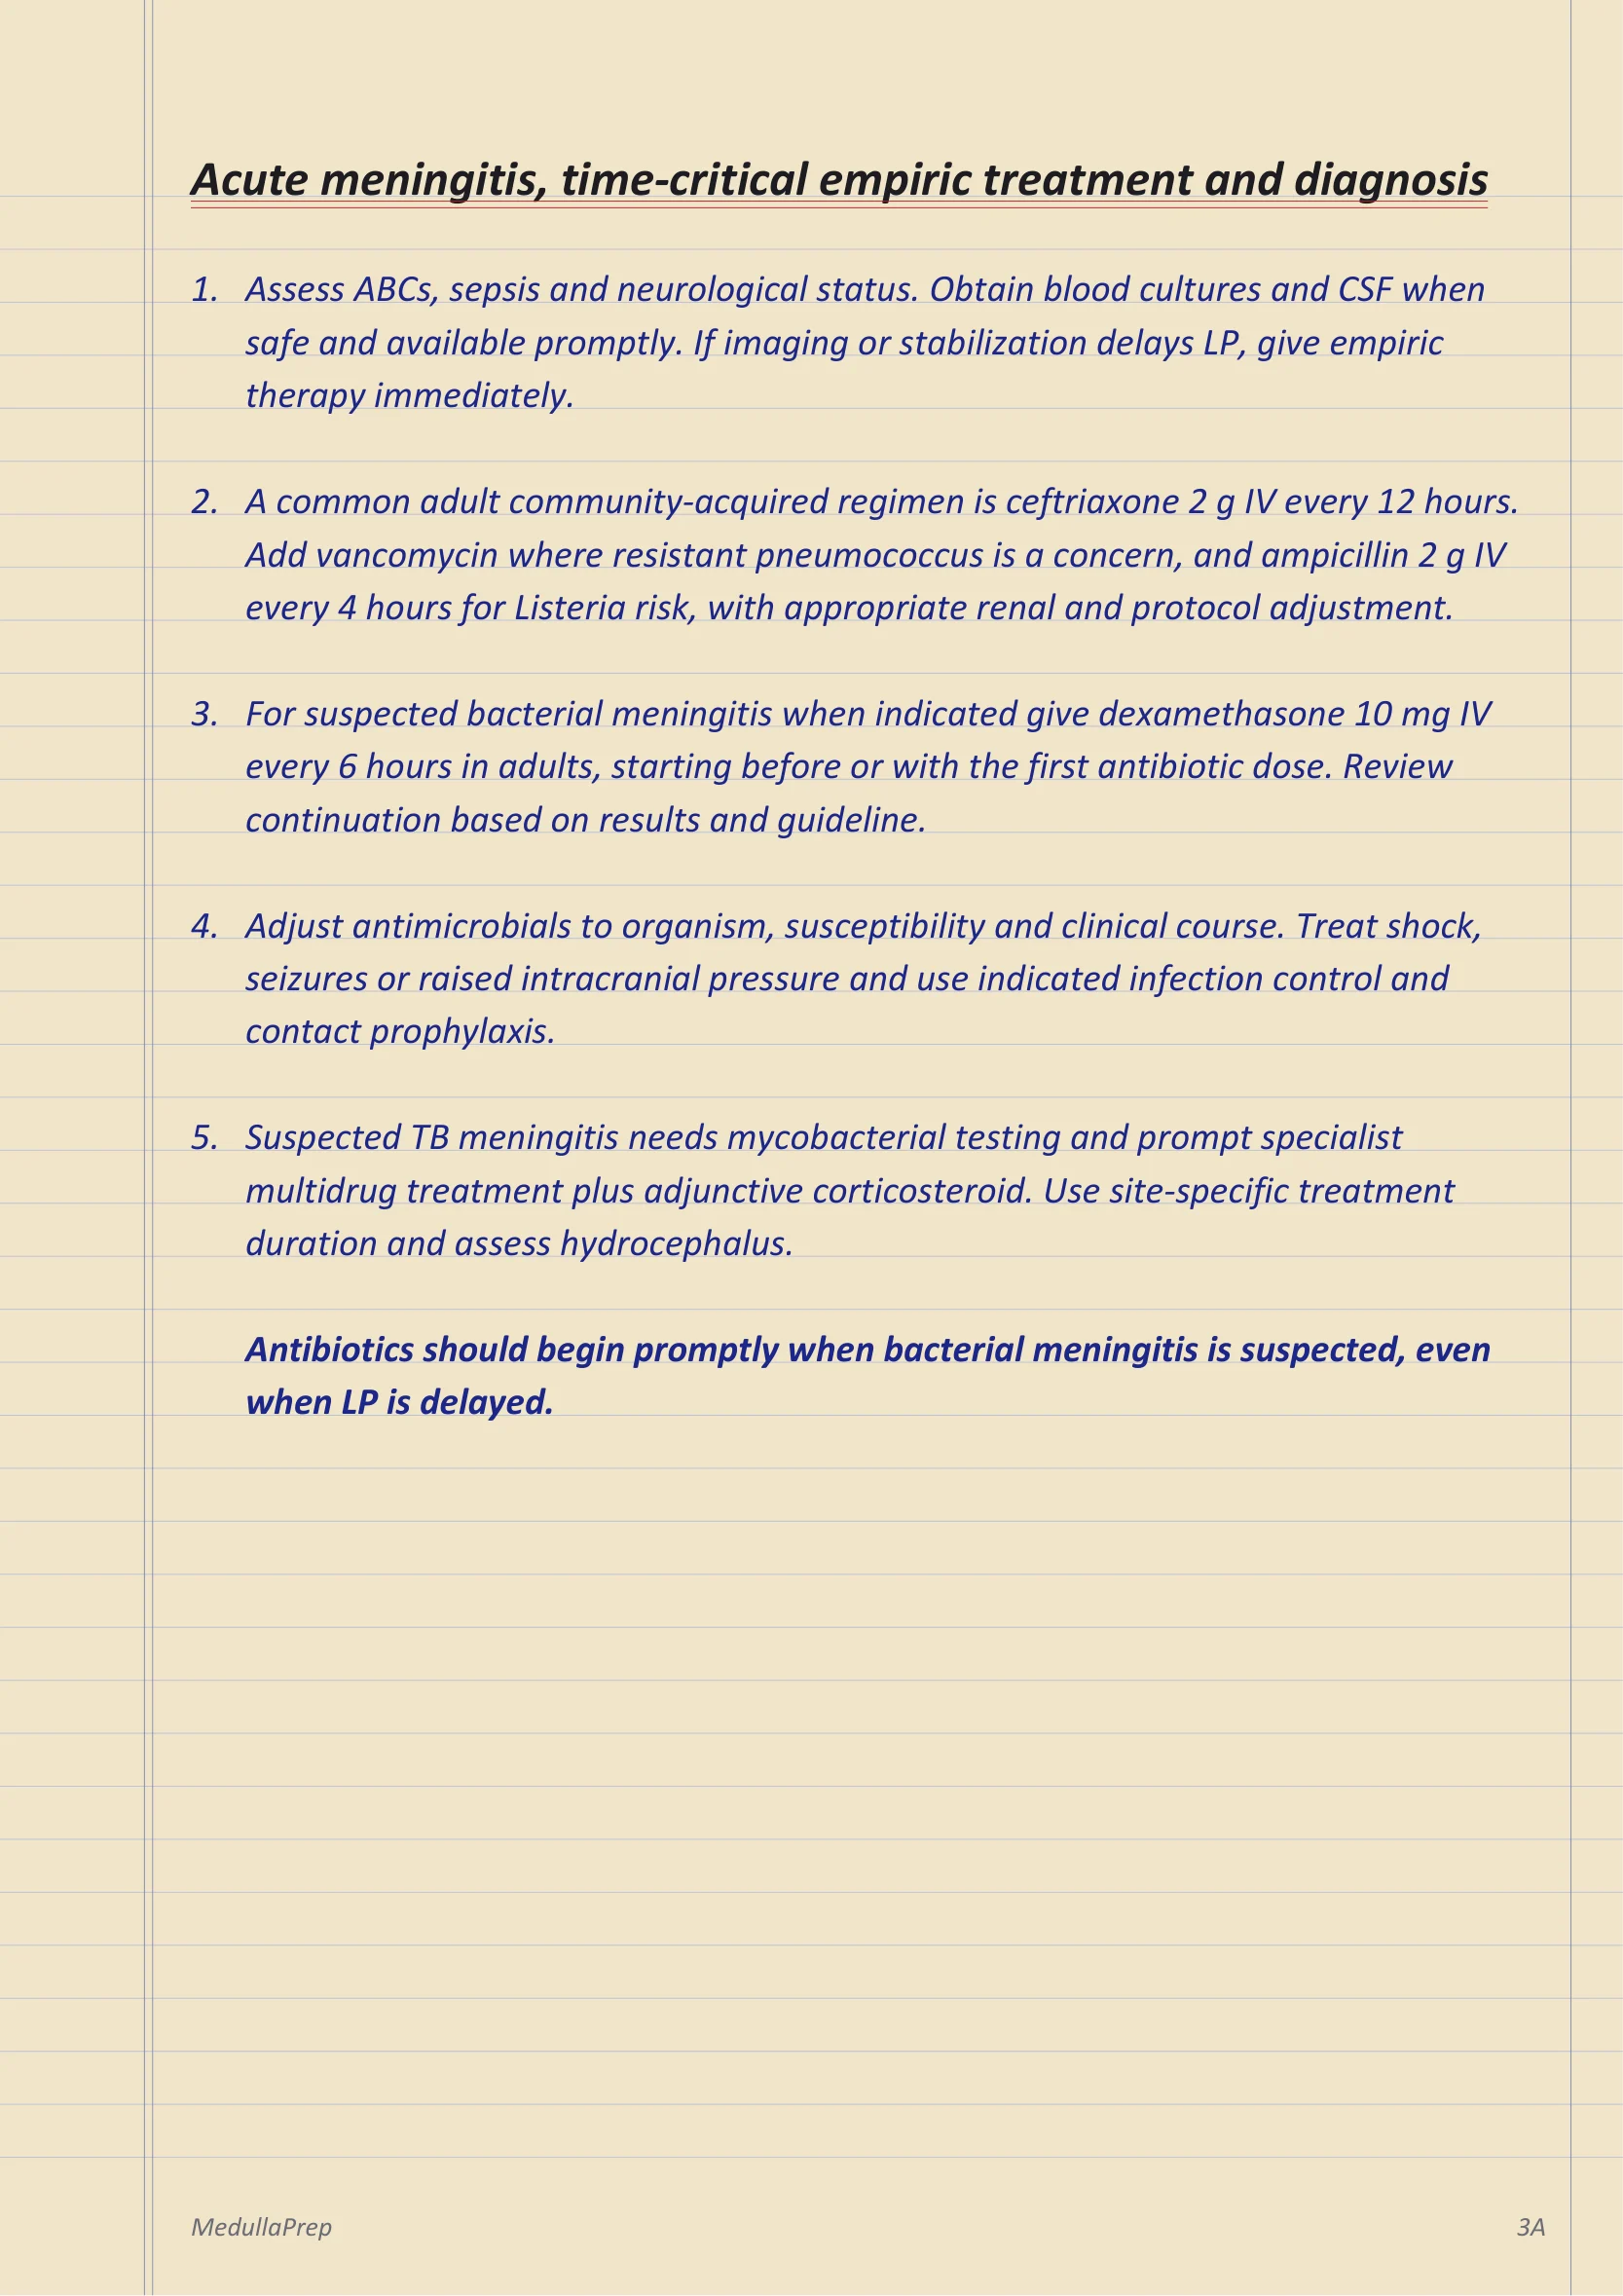 Acute meningitis, time-critical empiric treatment and diagnosis
1. Assess ABCs, sepsis and neurological status. Obtain blood cultures and CSF when
safe and available promptly. If imaging or stabilization delays LP, give empiric
therapy immediately.
2. A common adult community-acquired regimen is ceftriaxone 2 g IV every 12 hours.
Add vancomycin where resistant pneumococcus is a concern, and ampicillin 2 g IV
every 4 hours for Listeria risk, with appropriate renal and protocol adjustment.
3. For suspected bacterial meningitis when indicated give dexamethasone 10 mg IV
every 6 hours in adults, starting before or with the first antibiotic dose. Review
continuation based on results and guideline.
4. Adjust antimicrobials to organism, susceptibility and clinical course. Treat shock,
seizures or raised intracranial pressure and use indicated infection control and
contact prophylaxis.
5. Suspected TB meningitis needs mycobacterial testing and prompt specialist
multidrug treatment plus adjunctive corticosteroid. Use site-specific treatment
duration and assess hydrocephalus.
Antibiotics should begin promptly when bacterial meningitis is suspected, even
when LP is delayed.
MedullaPrep
3A